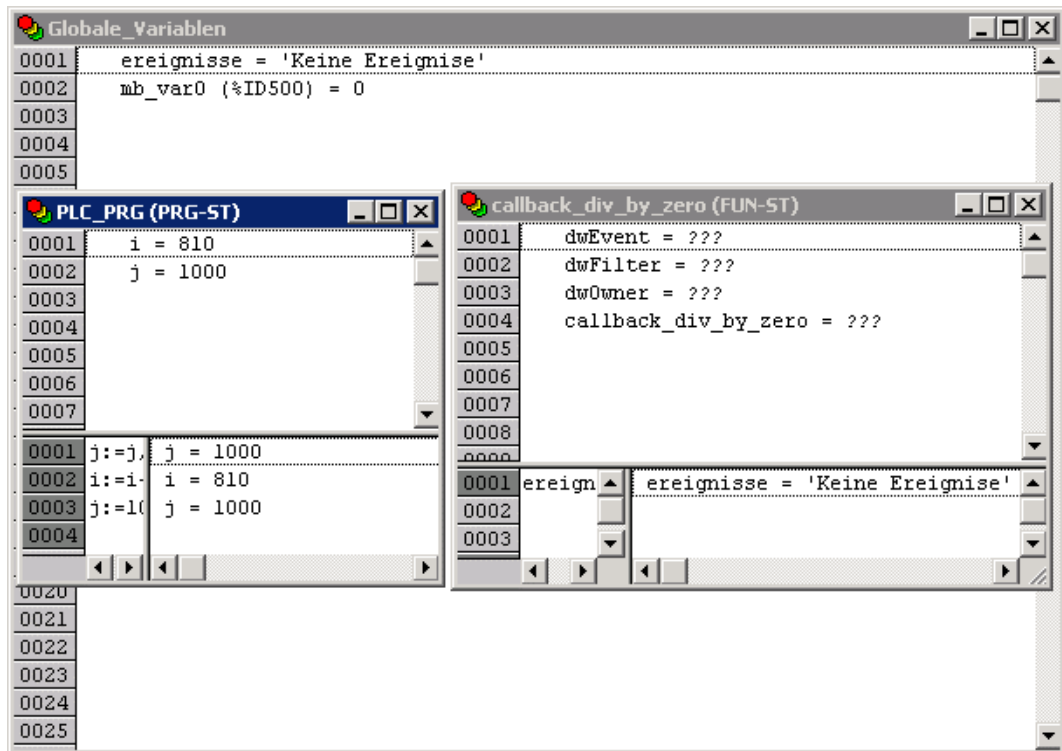 Globale_Variablen
0001 ereignisse = 'Keine Ereignise'
0002 mb_var0 (%ID500) = 0
0003
0004
0005
PLC_PRG (PRG-ST)
0001 i = 810
0002 j = 1000
0003
0004
0005
0006
0007
0001 j:=j/ j = 1000
0002 i:=i- i = 810
0003 j:=10 j = 1000
0004
callback_div_by_zero (FUN-ST)
0001 dwEvent = ???
0002 dwFilter = ???
0003 dwOwner = ???
0004 callback_div_by_zero = ???
0005
0006
0007
0008
0001 ereign ereignisse = 'Keine Ereignise'
0002
0003
0020
0021
0022
0023
0024
0025